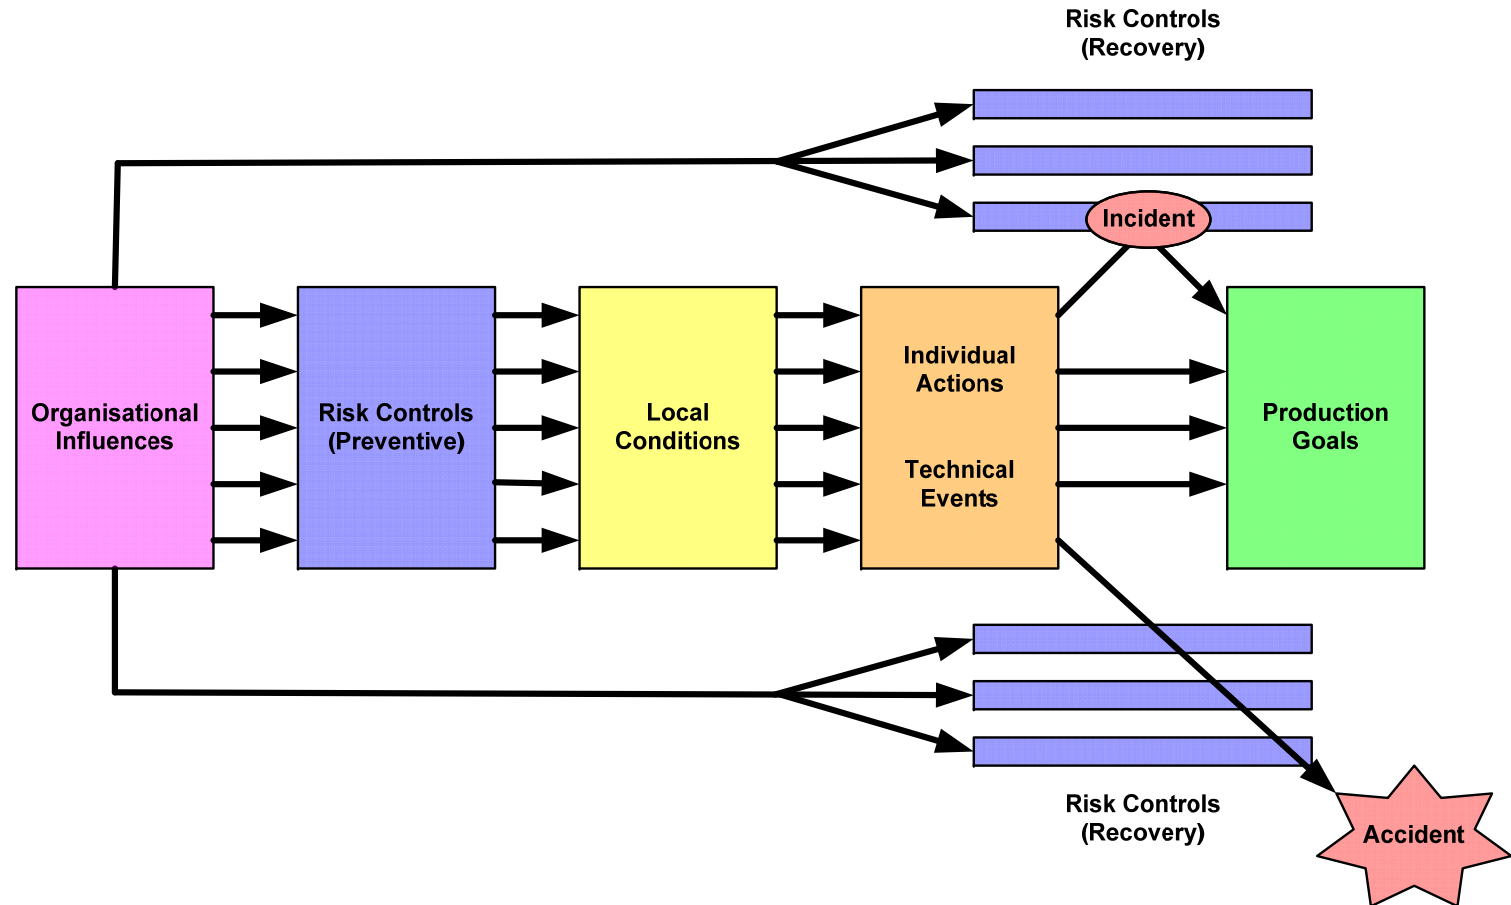 Risk Controls
(Recovery)
Incident
Organisational
Influences
Risk Controls
(Preventive)
Local
Conditions
Individual
Actions
Technical
Events
Production
Goals
Risk Controls
(Recovery)
Accident